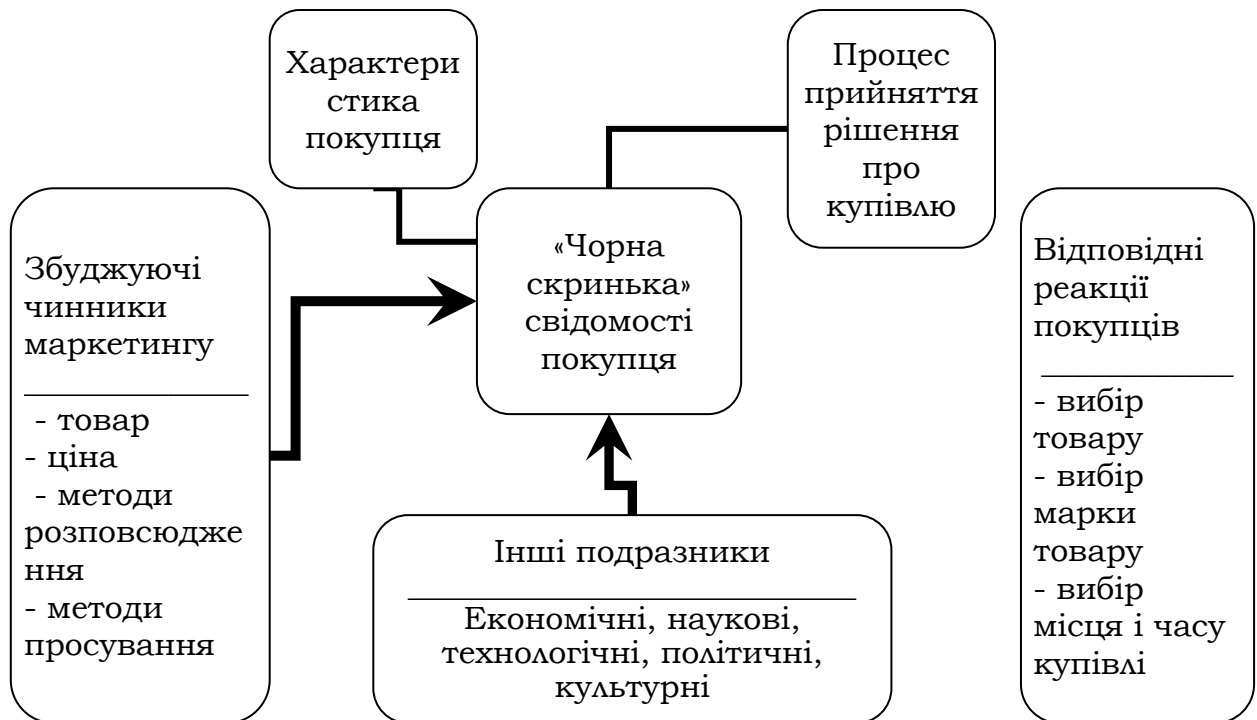 Характери
стика
покупця
Процес
прийняття
рішення
про
купівлю
Збуджуючі
чинники
маркетингу
- товар
- ціна
- методи
розповсюдже
ння
- методи
просування
«Чорна
скринька»
свідомості
покупця
Відповідні
реакції
покупців
- вибір
товару
- вибір
марки
товару
- вибір
місця і часу
купівлі
Інші подразники
Економічні, наукові,
технологічні, політичні,
культурні